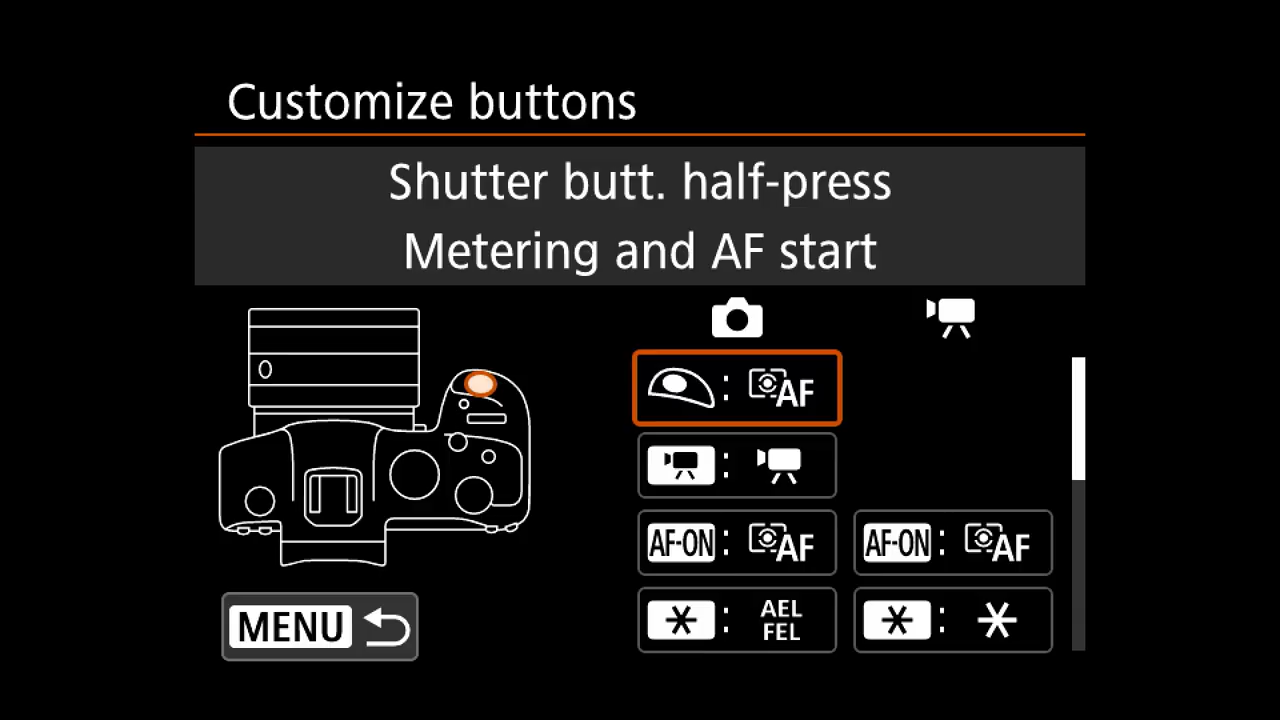 Customize buttons
Shutter butt. half-press
Metering and AF start
: AF
:
AF-ON : AF AF-ON : AF
* : AEL FEL * : *
MENU